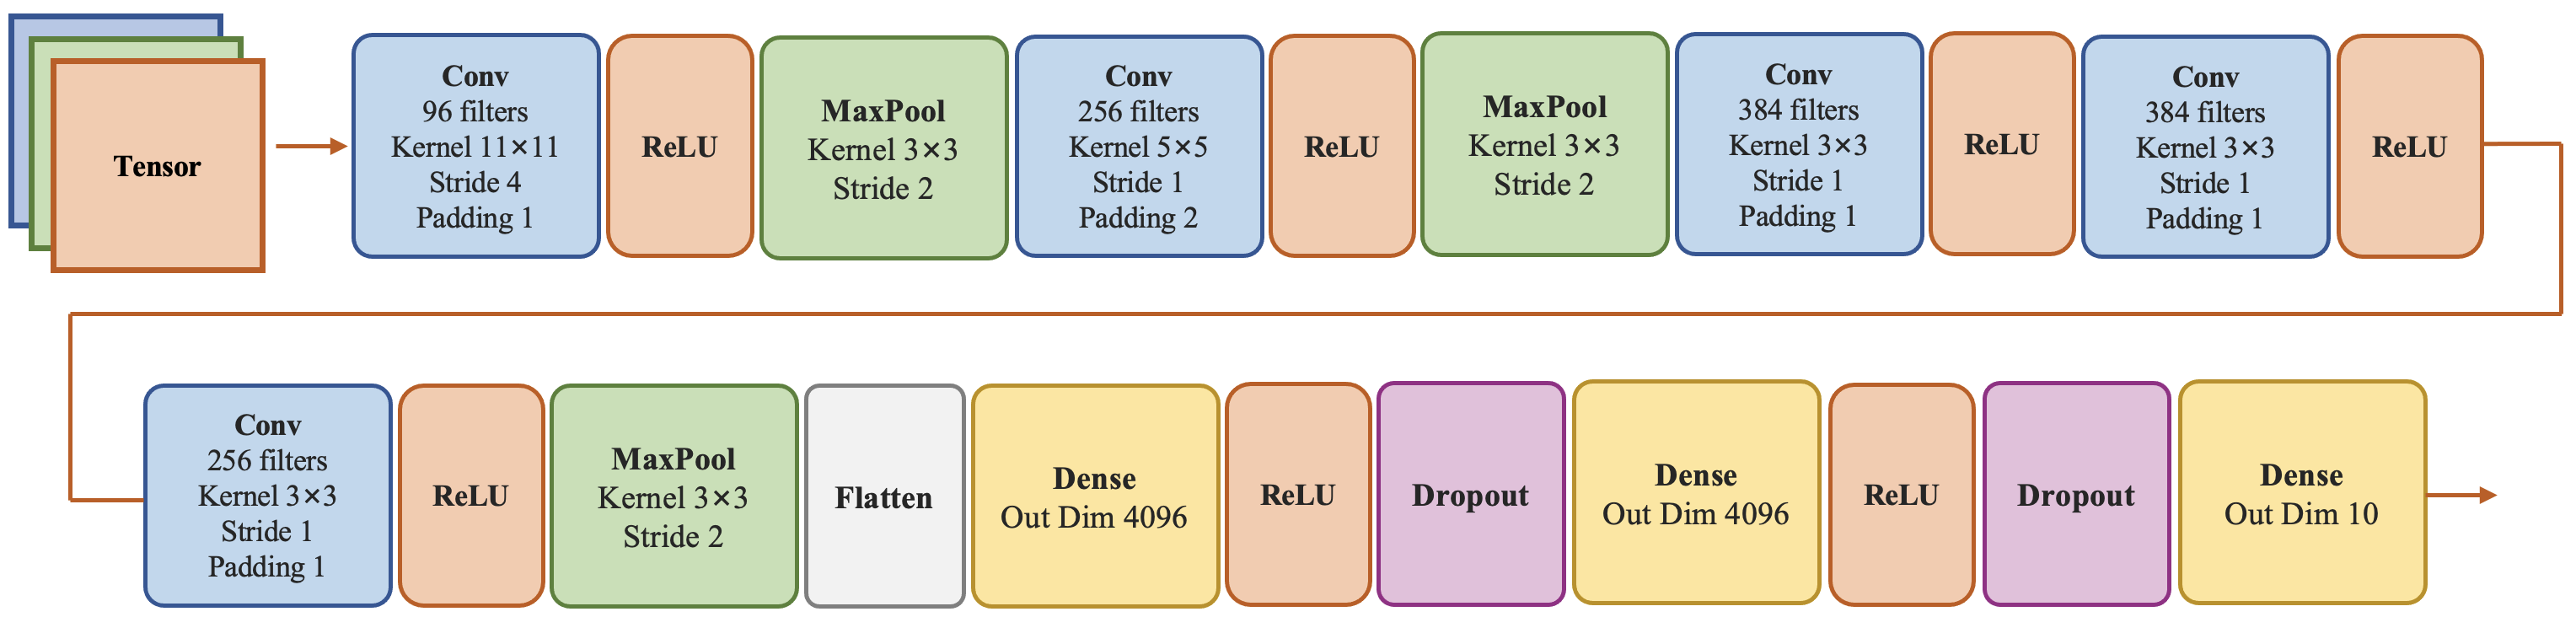 Tensor
Conv
96 filters
Kernel 11×11
Stride 4
Padding 1
ReLU
MaxPool
Kernel 3×3
Stride 2
Conv
256 filters
Kernel 5×5
Stride 1
Padding 2
ReLU
MaxPool
Kernel 3×3
Stride 2
Conv
384 filters
Kernel 3×3
Stride 1
Padding 1
ReLU
Conv
384 filters
Kernel 3×3
Stride 1
Padding 1
ReLU
Conv
256 filters
Kernel 3×3
Stride 1
Padding 1
ReLU
MaxPool
Kernel 3×3
Stride 2
Flatten
Dense
Out Dim 4096
ReLU
Dropout
Dense
Out Dim 4096
ReLU
Dropout
Dense
Out Dim 10